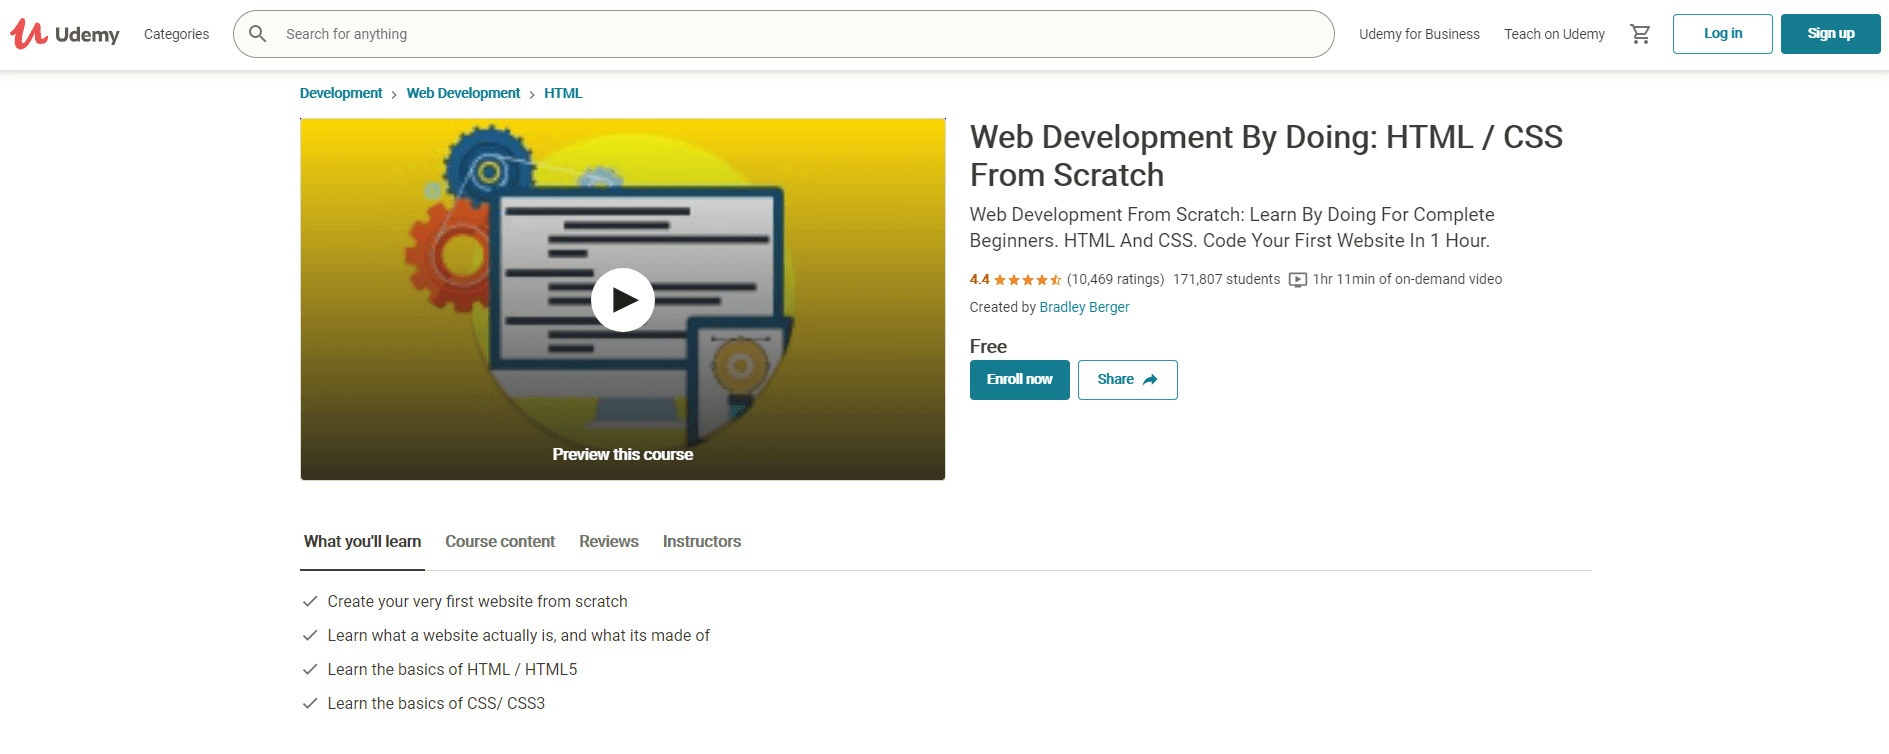 Udemy Categories Search for anything Udemy for Business Teach on Udemy Log in Sign up
Development > Web Development > HTML
Preview this course
Web Development By Doing: HTML / CSS
From Scratch
Web Development From Scratch: Learn By Doing For Complete
Beginners. HTML And CSS. Code Your First Website In 1 Hour.
4.4 (10,469 ratings) 171,807 students 1hr 11min of on-demand video
Created by Bradley Berger
Free
Enroll now Share
What you'll learn Course content Reviews Instructors
Create your very first website from scratch
Learn what a website actually is, and what its made of
Learn the basics of HTML / HTML5
Learn the basics of CSS/ CSS3